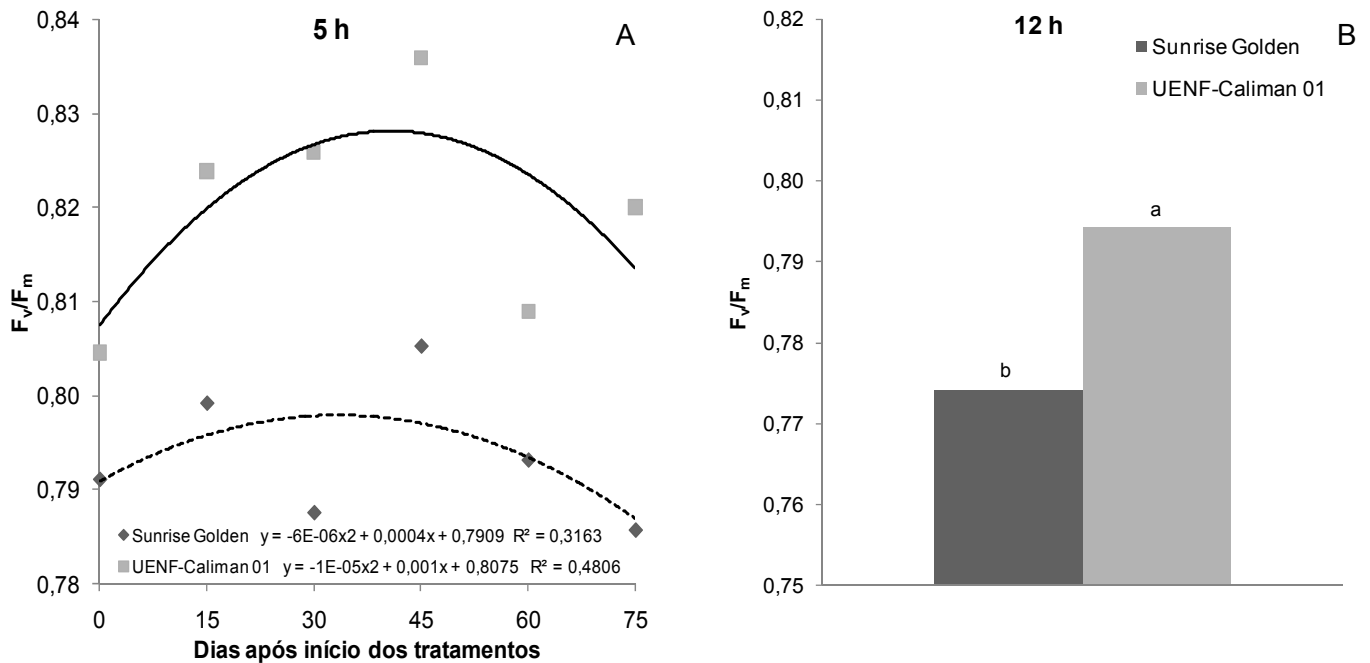 5 h
A
0,84
0,83
0,82
0,81
0,80
0,79
0,78
Fv/Fm
Sunrise Golden y = -6E-06x2 + 0,0004x + 0,7909 R² = 0,3163
UENF-Caliman 01 y = -1E-05x2 + 0,001x + 0,8075 R² = 0,4806
0 15 30 45 60 75
Dias após início dos tratamentos
12 h
B
Sunrise Golden
UENF-Caliman 01
0,82
0,81
0,80
0,79
0,78
0,77
0,76
0,75
Fv/Fm
b
a